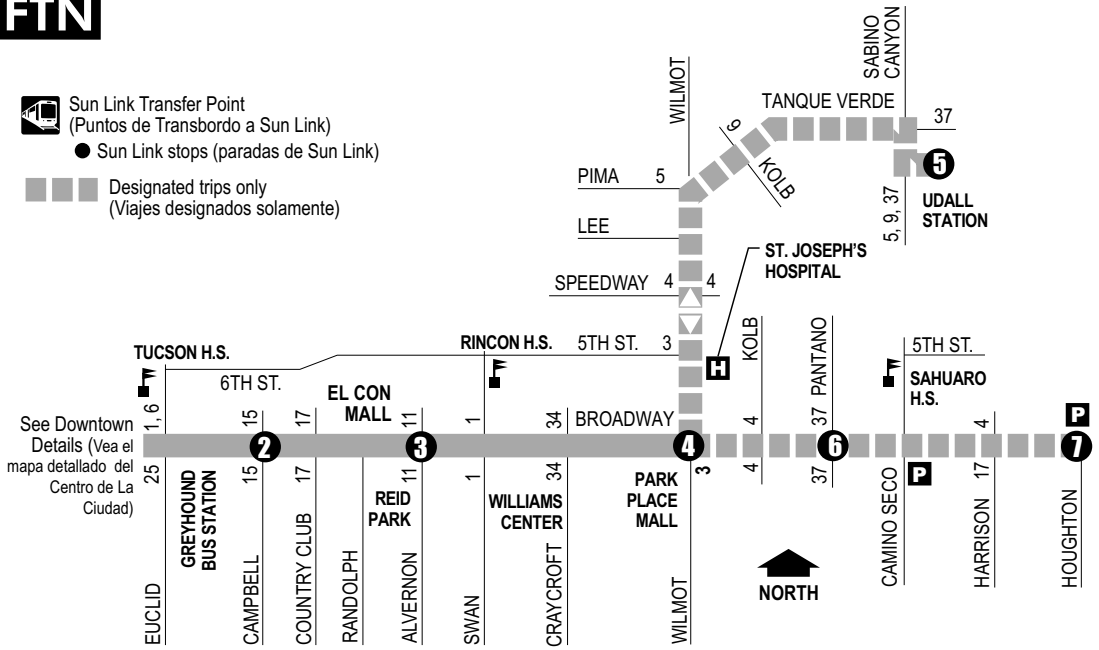 FTN
Sun Link Transfer Point
(Puntos de Transbordo a Sun Link)
● Sun Link stops (paradas de Sun Link)
Designated trips only
(Viajes designados solamente)
SABINO
CANYON
WILMOT
TANQUE VERDE
37
9
KOLB
5
PIMA 5
UDALL
STATION
5, 9, 37
LEE
ST. JOSEPH'S
HOSPITAL
SPEEDWAY 4
4
TUCSON H.S.
RINCON H.S.
5TH ST. 3
H
KOLB
PANTANO
5TH ST.
SAHUARO
H.S.
6TH ST.
EL CON
MALL
BROADWAY
P
See Downtown
Details (Vea el
mapa detallado del
Centro de La
Ciudad)
1, 6
15
17
11
1
34
4
37
4
2
3
4
6
7
25
15
17
11
1
34
3
4
37
P
17
GREYHOUND
BUS STATION
REID
PARK
WILLIAMS
CENTER
PARK
PLACE
MALL
NORTH
EUCLID
CAMPBELL
COUNTRY CLUB
RANDOLPH
ALVERNON
SWAN
CRAYCROFT
WILMOT
CAMINO SECO
HARRISON
HOUGHTON